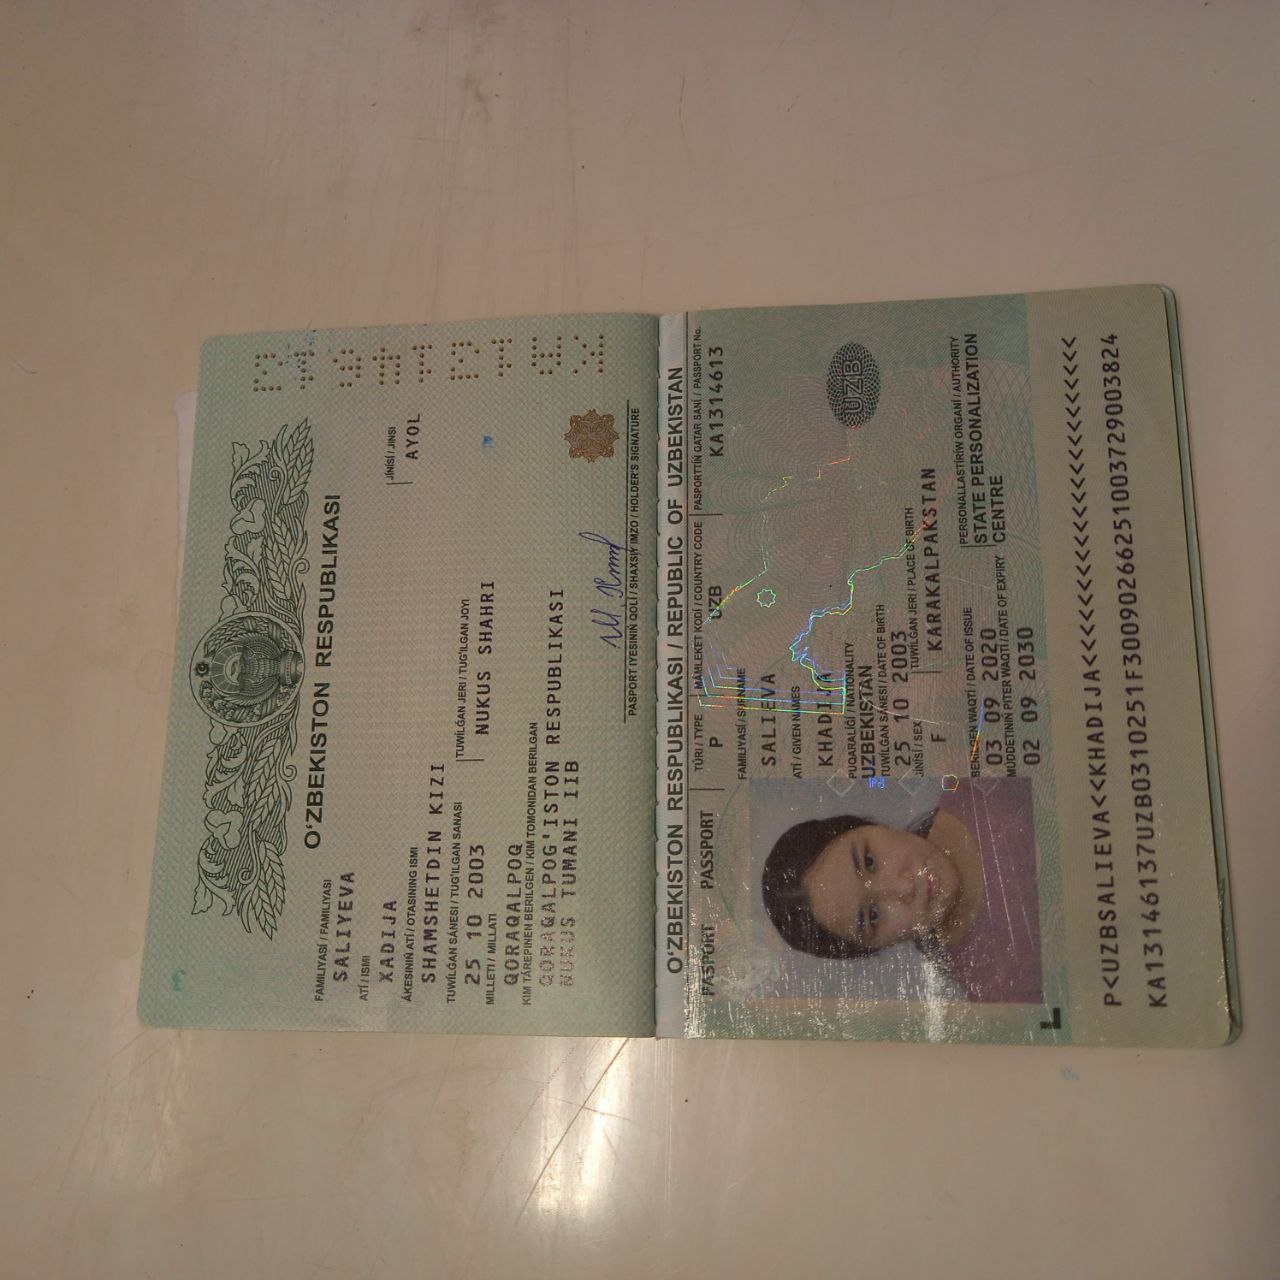 O'ZBEKISTON RESPUBLIKASI
FAMILIYASÍ / FAMILIYASI
SALIYEVA
ATÍ / ISMI
XADIJA
JÍNÍSÍ / JINSI
AYOL
ÁKESINIŃ ATÍ / OTASINING ISMI
SHAMSHETDIN KIZI
TUWÍLǴAN SÁNESI / TUG'ILGAN SANASI
25 10 2003
TUWÍLǴAN JERI / TUG'ILGAN JOYI
NUKUS SHAHRI
MILLETI / MILLATI
QORAQALPOQ
KIM TÁREPINEN BERILGEN / KIM TOMONIDAN BERILGAN
QORAQALPOG'ISTON RESPUBLIKASI
NUKUS TUMANI IIB
PASPORT IYESINIŃ QOLÍ / SHAXSIY IMZO / HOLDER'S SIGNATURE
O'ZBEKISTON RESPUBLIKASI / REPUBLIC OF UZBEKISTAN
PASPORT PASSPORT
TÚRI / TYPE
P
MÁMLEKET KODÍ / COUNTRY CODE
UZB
PASPORTTIŃ QATAR SANÍ / PASSPORT No.
KA1314613
FAMILIYASÍ / SURNAME
SALIEVA
ATÍ / GIVEN NAMES
KHADIJA
PUQARALÍǴÍ / NATIONALITY
UZBEKISTAN
TUWÍLǴAN SÁNESI / DATE OF BIRTH
25 10 2003
JÍNÍSÍ / SEX
F
TUWÍLǴAN JERI / PLACE OF BIRTH
KARAKALPAKSTAN
BERILGEN WAQTÍ / DATE OF ISSUE
03 09 2020
PERSONALLASTÍRÍW ORGANÍ / AUTHORITY
STATE PERSONALIZATION
CENTRE
MÚDDETINIŃ PITER WAQTÍ / DATE OF EXPIRY
02 09 2030
UZB
P<UZBSALIEVA<<KHADIJA<<<<<<<<<<<<<<<<<<<<<<<
KA13146137UZB0310251F30090266251003729003824